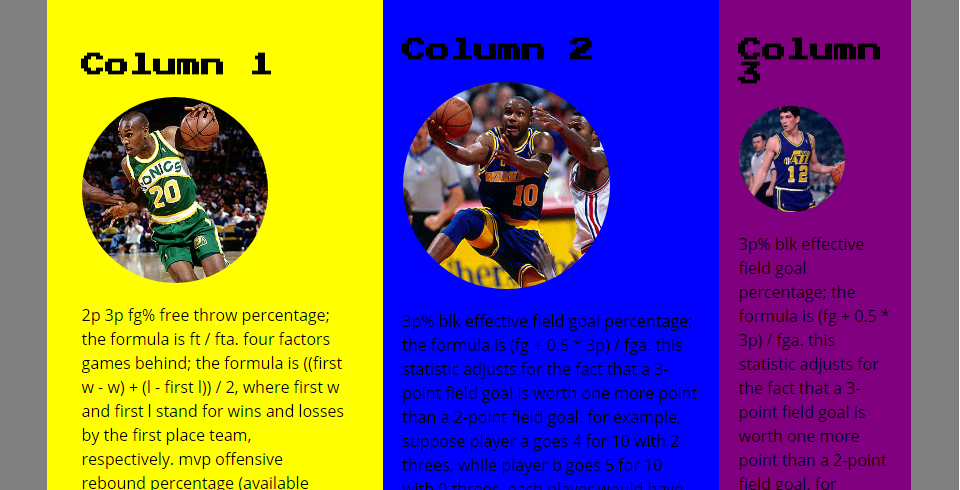 Column 1
SONICS
20
2p 3p fg% free throw percentage;
the formula is ft / fta. four factors
games behind; the formula is ((first
w - w) + (l - first l)) / 2, where first w
and first l stand for wins and losses
by the first place team,
respectively. mvp offensive
rebound percentage (available
Column 2
10
3p% blk effective field goal percentage;
the formula is (fg + 0.5 * 3p) / fga. this
statistic adjusts for the fact that a 3-
point field goal is worth one more point
than a 2-point field goal. for example,
suppose player a goes 4 for 10 with 2
threes, while player b goes 5 for 10
with 0 threes. each player would have
Column
3
JAZZ
12
3p% blk effective
field goal
percentage; the
formula is (fg + 0.5 *
3p) / fga. this
statistic adjusts for
the fact that a 3-
point field goal is
worth one more
point than a 2-point
field goal. for